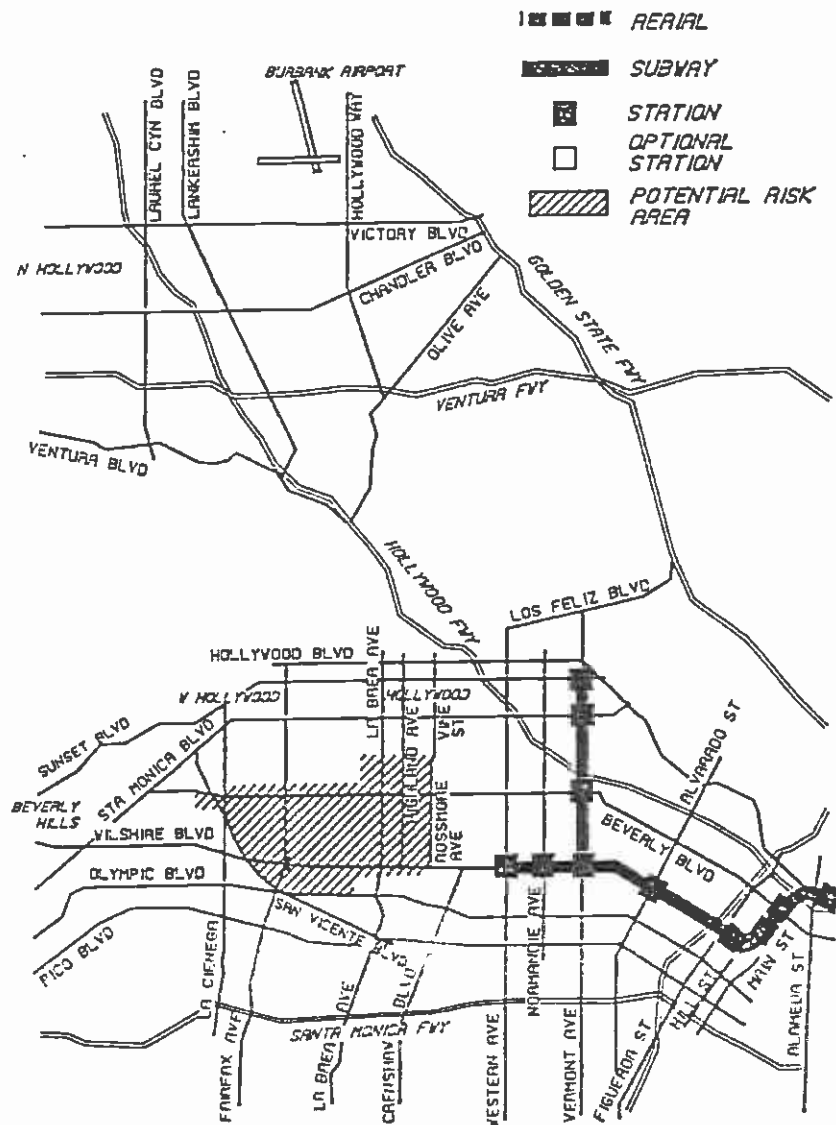 AERIAL
SUBWAY
STATION
OPTIONAL
STATION
POTENTIAL RISK
AREA
BURBANK AIRPORT
LAUREL CYN BLVD
LANKERSHIM BLVD
HOLLYWOOD WAY
VICTORY BLVD
N HOLLYWOOD
CHANDLER BLVD
OLIVE AVE
GOLDEN STATE FWY
VENTURA FWY
VENTURA BLVD
HOLLYWOOD FWY
LOS FELIZ BLVD
HOLLYWOOD BLVD
LA BREA AVE
W HOLLYWOOD
HOLLYWOOD
HIGHLAND AVE
VINE
ST
SUNSET BLVD
STA MONICA BLVD
ALVARADO ST
BEVERLY
HILLS
ROSSMORE
AVE
BEVERLY BLVD
WILSHIRE BLVD
OLYMPIC BLVD
SAN VICENTE BLVD
PICO BLVD
LA CIENEGA
NORMANDIE AVE
MAIN ST
HILL ST
SANTA MONICA FWY
FAIRFAX AVE
LA BREA AVE
CRENSHAW BLVD
WESTERN AVE
VERMONT AVE
FIGUEROA ST
ALAMEDA ST